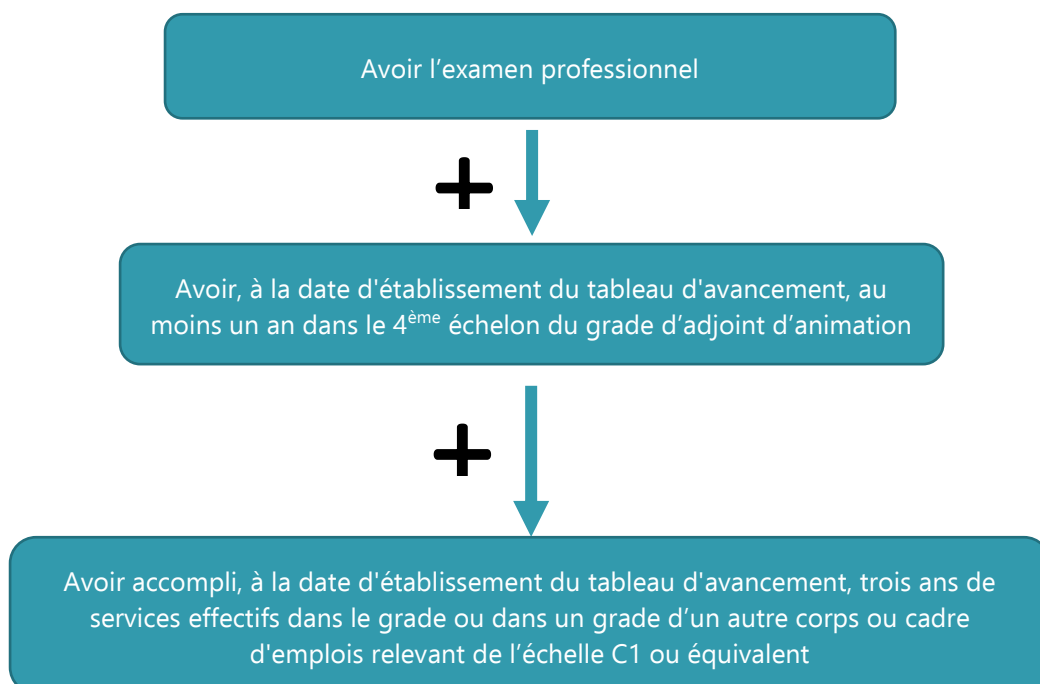 Avoir l’examen professionnel
+
Avoir, à la date d'établissement du tableau d'avancement, au
moins un an dans le 4ème échelon du grade d’adjoint d’animation
+
Avoir accompli, à la date d'établissement du tableau d'avancement, trois ans de
services effectifs dans le grade ou dans un grade d’un autre corps ou cadre
d'emplois relevant de l’échelle C1 ou équivalent